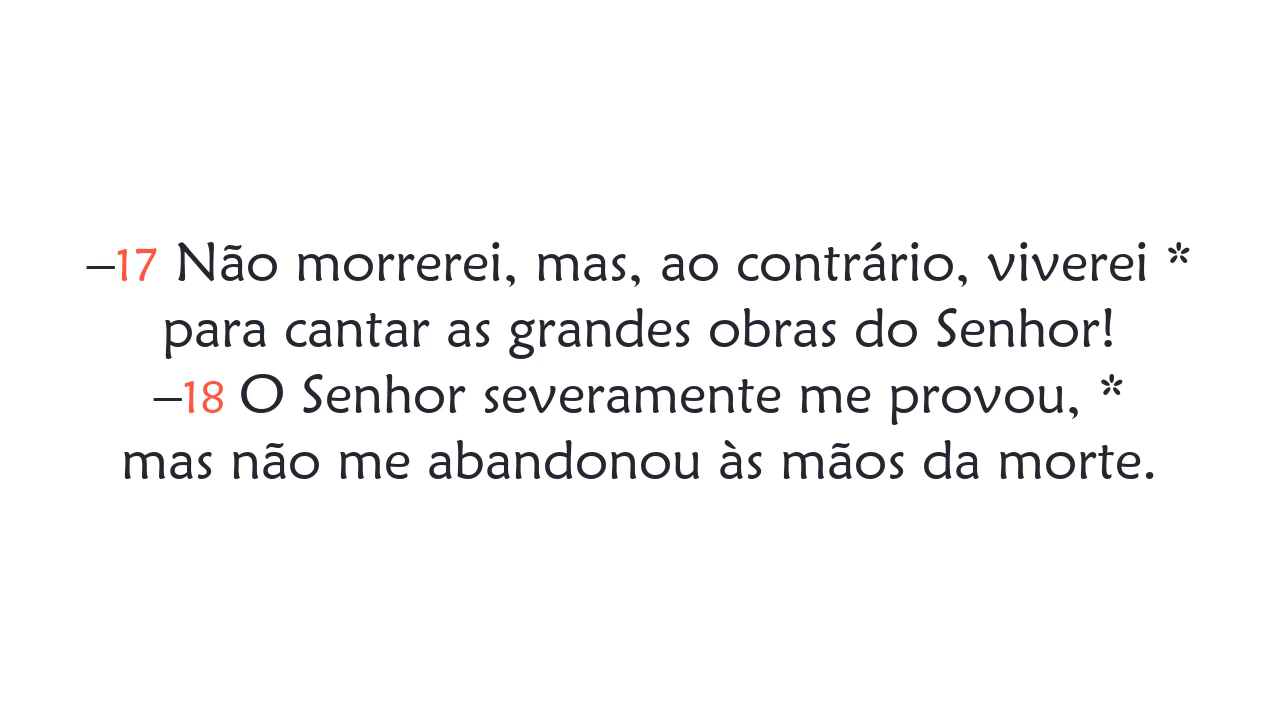 –17 Não morrerei, mas, ao contrário, viverei *
para cantar as grandes obras do Senhor!
–18 O Senhor severamente me provou, *
mas não me abandonou às mãos da morte.